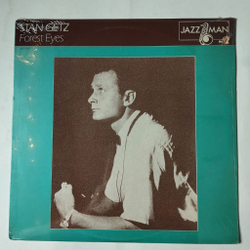 STAN GETZ
Forest Eyes
JAZZ MAN